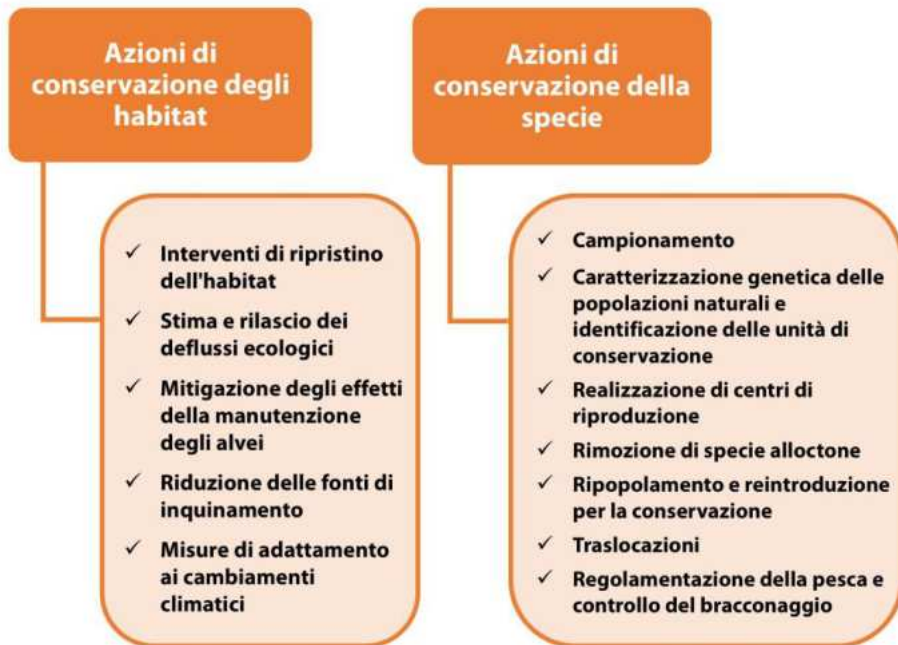 Azioni di
conservazione degli
habitat
Interventi di ripristino
dell'habitat
Stima e rilascio dei
deflussi ecologici
Mitigazione degli effetti
della manutenzione
degli alvei
Riduzione delle fonti di
inquinamento
Misure di adattamento
ai cambiamenti
climatici
Azioni di
conservazione della
specie
Campionamento
Caratterizzazione genetica delle
popolazioni naturali e
identificazione delle unità di
conservazione
Realizzazione di centri di
riproduzione
Rimozione di specie alloctone
Ripopolamento e reintroduzione
per la conservazione
Traslocazioni
Regolamentazione della pesca e
controllo del bracconaggio